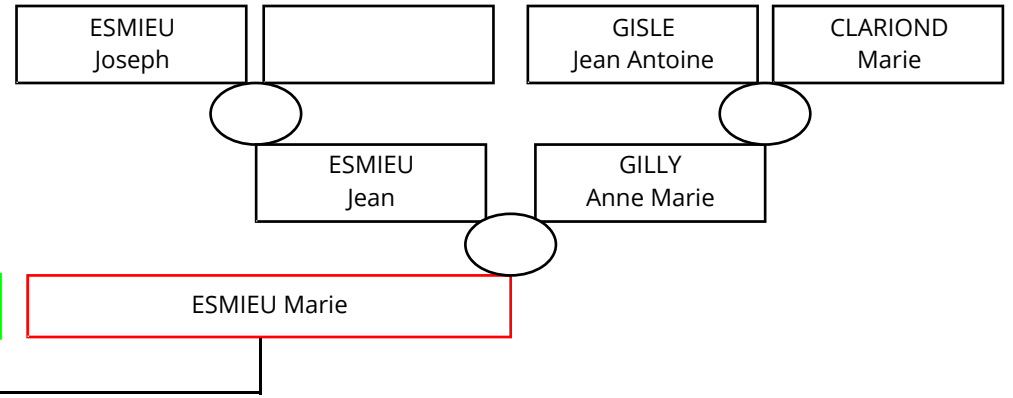 ESMIEU
Joseph
GISLE
Jean Antoine
CLARIOND
Marie
ESMIEU
Jean
GILLY
Anne Marie
ESMIEU Marie